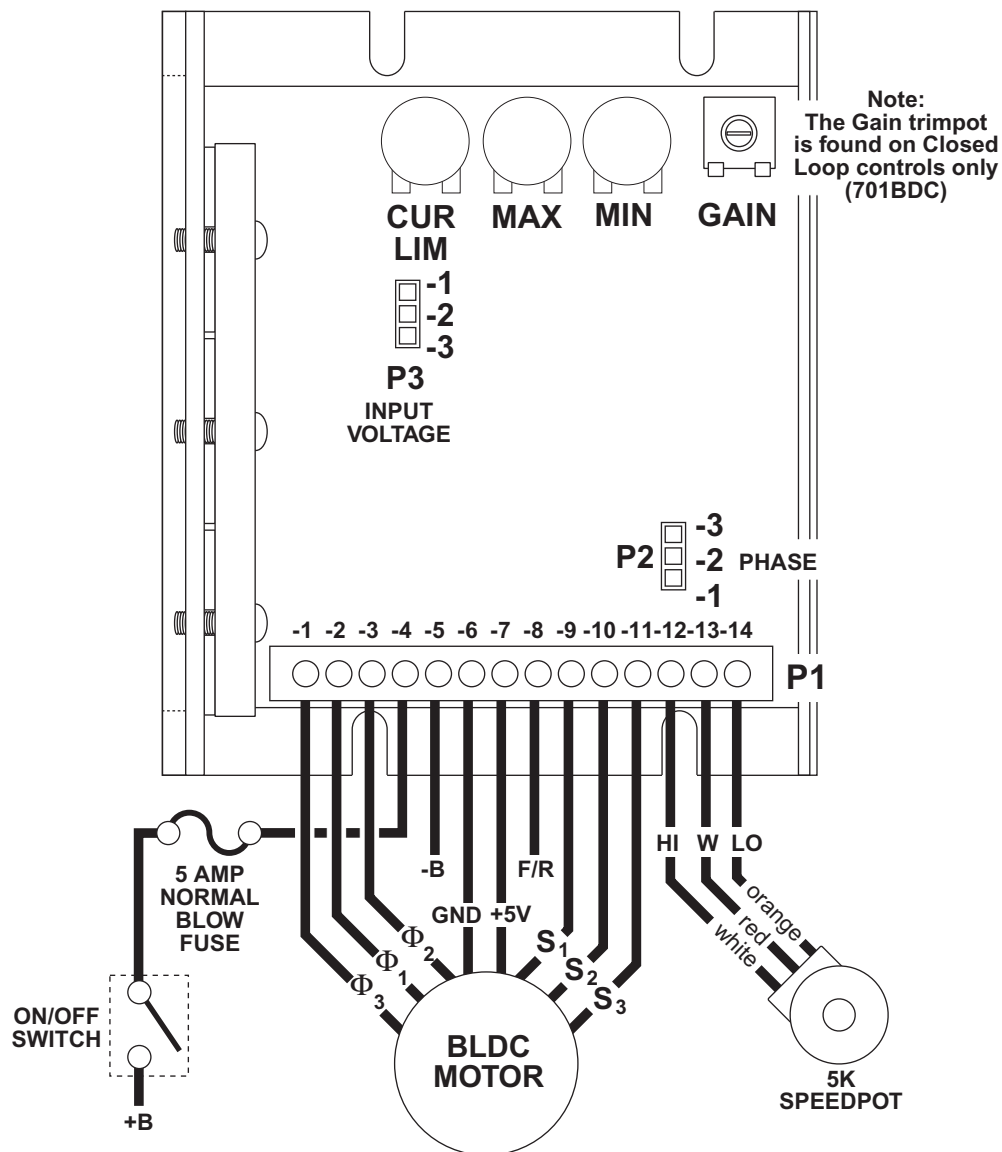 Note:
The Gain trimpot
is found on Closed
Loop controls only
(701BDC)
CUR
LIM
MAX
MIN
GAIN
-1
-2
-3
P3
INPUT
VOLTAGE
-3
P2 -2 PHASE
-1
-1 -2 -3 -4 -5 -6 -7 -8 -9 -10 -11 -12 -13 -14
P1
HI W LO
-B
F/R
5 AMP
NORMAL
BLOW
FUSE
GND +5V
Φ3
Φ1
Φ2
S1
S2
S3
white
red
orange
ON/OFF
SWITCH
+B
BLDC
MOTOR
5K
SPEEDPOT